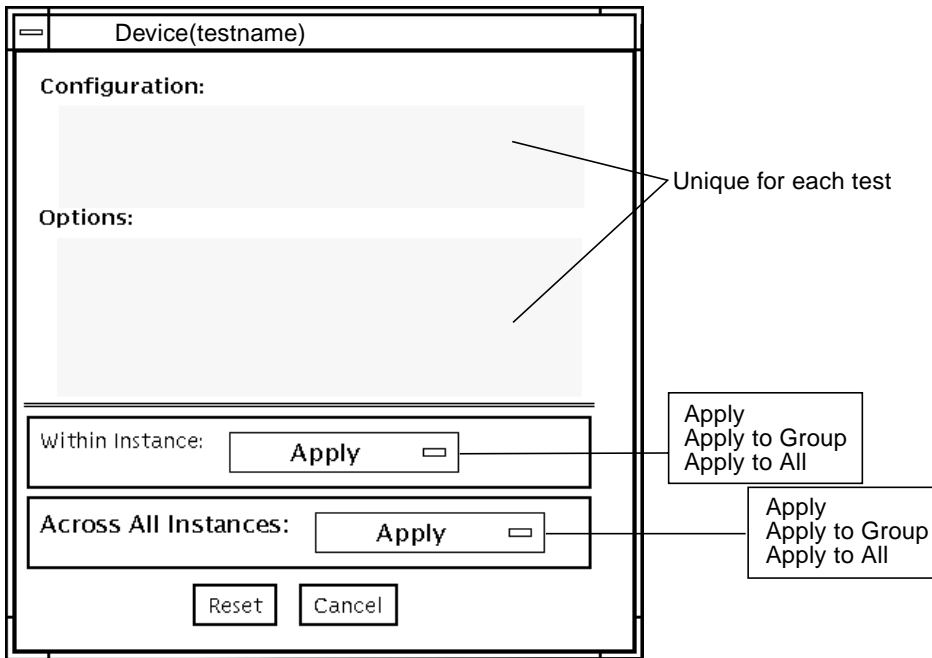 Device(testname)
Configuration:
Unique for each test
Options:
Within Instance:
Apply
Apply
Apply to Group
Apply to All
Across All Instances:
Apply
Apply
Apply to Group
Apply to All
Reset
Cancel